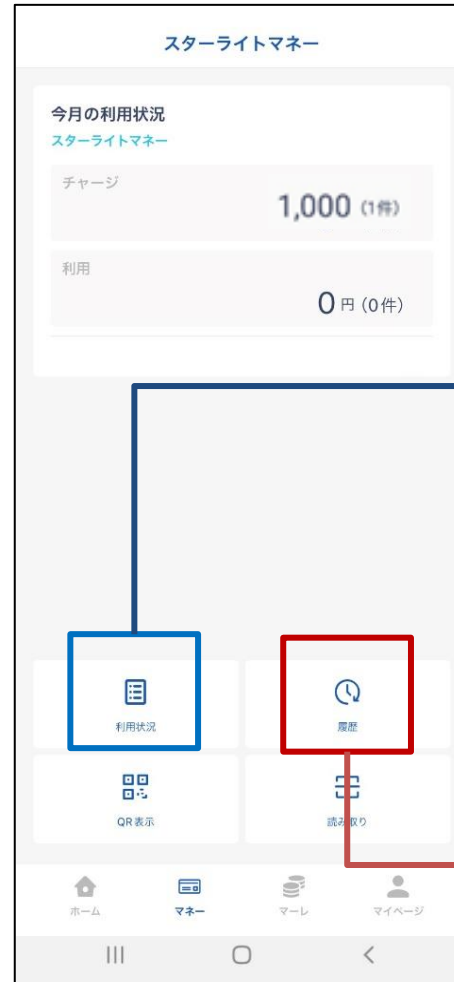 スターライトマネー
今月の利用状況
スターライトマネー
チャージ
1,000 (1件)
利用
0 円 (0件)
利用状況
履歴
QR表示
読み取り
ホーム
マネー
マーレ
マイページ